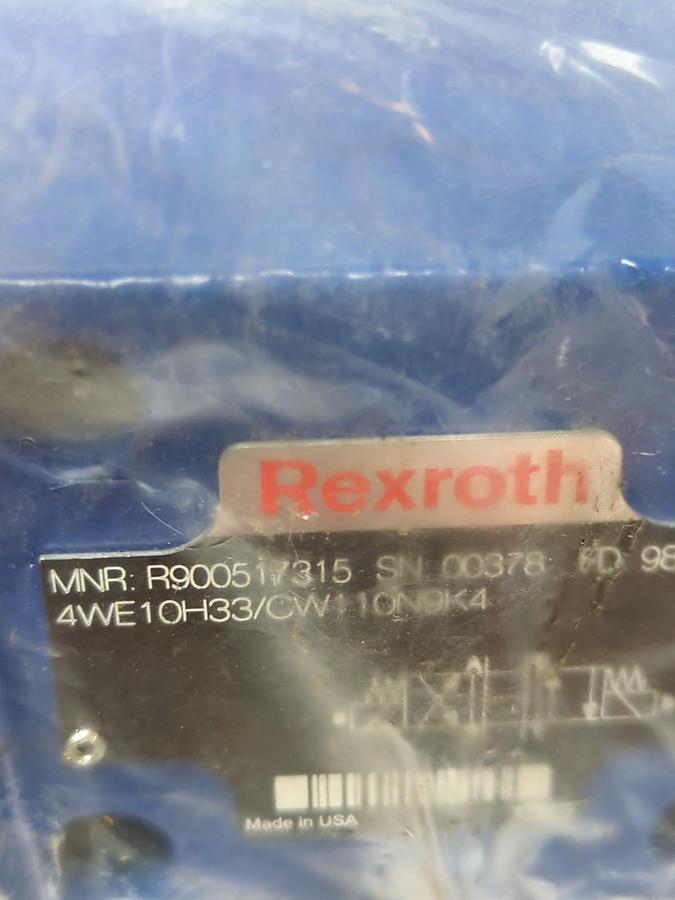 Rexroth
MNR: R900517315 SN 00378 FD 98
4WE10H33/CW110N9K4
Made in USA